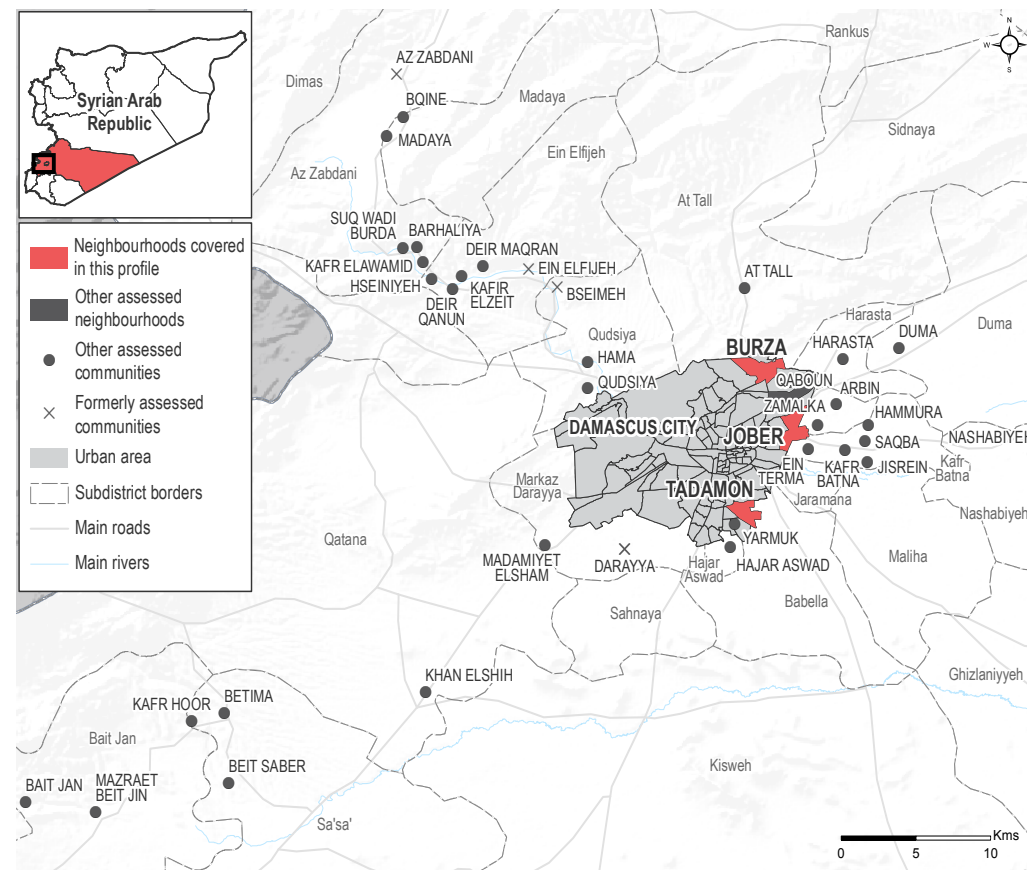 Syrian Arab
Republic
Neighbourhoods covered
in this profile
Other assessed
neighbourhoods
Other assessed
communities
Formerly assessed
communities
Urban area
Subdistrict borders
Main roads
Main rivers
N
W
S
Rankus
AZ ZABDANI
Dimas
BQINE
Madaya
MADAYA
Sidnaya
Ein Elfijeh
Az Zabdani
At Tall
SUQ WADI
BURDA
BARHALIYA
DEIR MAQRAN
KAFR ELAWAMID
EIN ELFIJEH
HSEINIYEH
KAFIR
ELZEIT
BSEIMEH
DEIR
QANUN
AT TALL
Harasta
Duma
DUMA
Qudsiya
HARASTA
BURZA
HAMA
QABOUN
ARBIN
QUDSIYA
ZAMALKA
HAMMURA
DAMASCUS CITY
JOBER
SAQBA
NASHABIYEH
EIN
TERMA
KAFR
BATNA
JISREIN
Kafr
Batna
Markaz
Darayya
TADAMON
Jaramana
Nashabiyeh
Qatana
YARMUK
MADAMIYET
ELSHAM
DARAYYA
Hajar
Aswad
HAJAR ASWAD
Maliha
Sahnaya
Babella
KHAN ELSHIH
Ghizlaniyyeh
KAFR HOOR
BETIMA
Bait Jan
BEIT SABER
Kisweh
BAIT JAN
MAZRAET
BEIT JIN
Sa'sa'
Kms
0
5
10